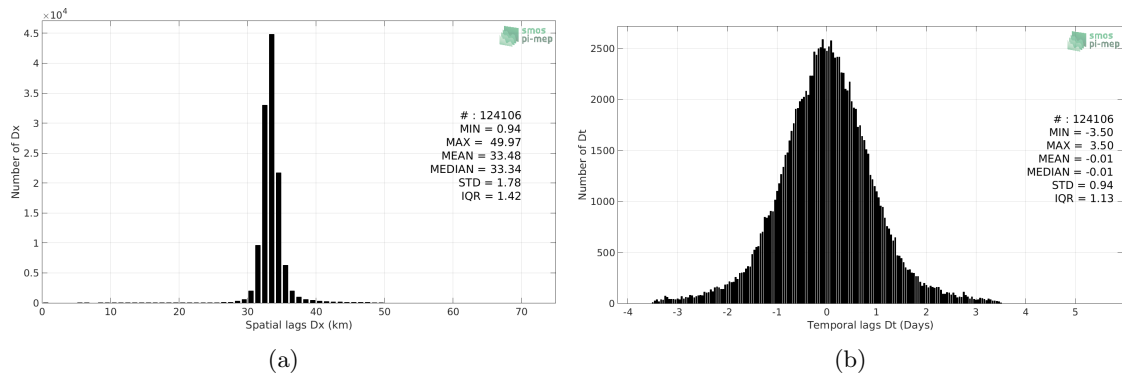 ×10⁴
4.5
4
3.5
3
2.5
2
1.5
1
0.5
0
Number of Dx
0 10 20 30 40 50 60 70
Spatial lags Dx (km)
smos
pi-mep
# : 124106
MIN = 0.94
MAX = 49.97
MEAN = 33.48
MEDIAN = 33.34
STD = 1.78
IQR = 1.42
(a)
2500
2000
1500
1000
500
0
Number of Dt
-4 -3 -2 -1 0 1 2 3 4 5
Temporal lags Dt (Days)
smos
pi-mep
# : 124106
MIN = -3.50
MAX = 3.50
MEAN = -0.01
MEDIAN = -0.01
STD = 0.94
IQR = 1.13
(b)